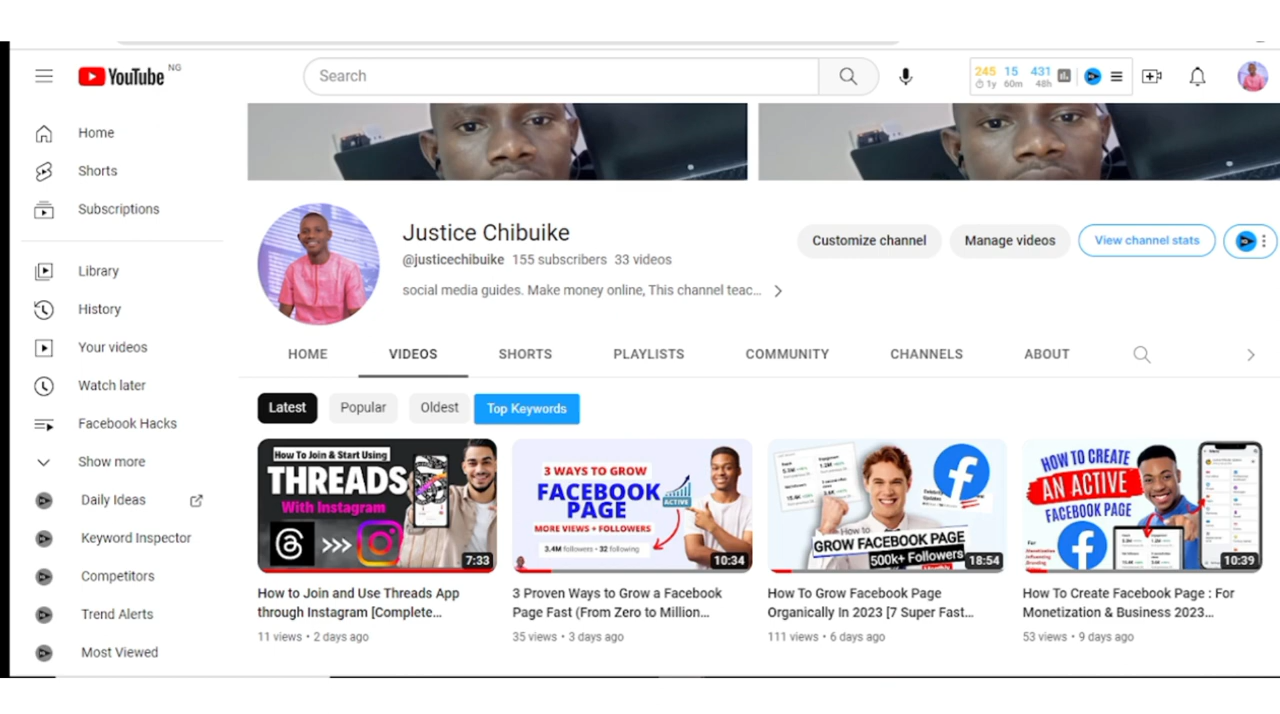 YouTube NG
Search
245 15 431
1y 60m 48h
Home
Shorts
Subscriptions
Library
History
Your videos
Watch later
Facebook Hacks
Show more
Daily Ideas
Keyword Inspector
Competitors
Trend Alerts
Most Viewed
Justice Chibuike
@justicechibuike 155 subscribers 33 videos
social media guides. Make money online, This channel teac...
Customize channel
Manage videos
View channel stats
HOME
VIDEOS
SHORTS
PLAYLISTS
COMMUNITY
CHANNELS
ABOUT
Latest
Popular
Oldest
Top Keywords
How To Join & Start Using
THREADS
With Instagram
>>>
7:33
How to Join and Use Threads App
through Instagram [Complete...
11 views • 2 days ago
3 WAYS TO GROW
FACEBOOK
PAGE
ACTIVE
MORE VIEWS + FOLLOWERS
3.4M followers • 32 following
10:34
3 Proven Ways to Grow a Facebook
Page Fast (From Zero to Million...
35 views • 3 days ago
How to
GROW FACEBOOK PAGE
500k+ Followers
Monthly
18:54
How To Grow Facebook Page
Organically In 2023 [7 Super Fast...
111 views • 6 days ago
HOW TO CREATE
AN ACTIVE
FACEBOOK PAGE
For
10:39
How To Create Facebook Page : For
Monetization & Business 2023...
53 views • 9 days ago